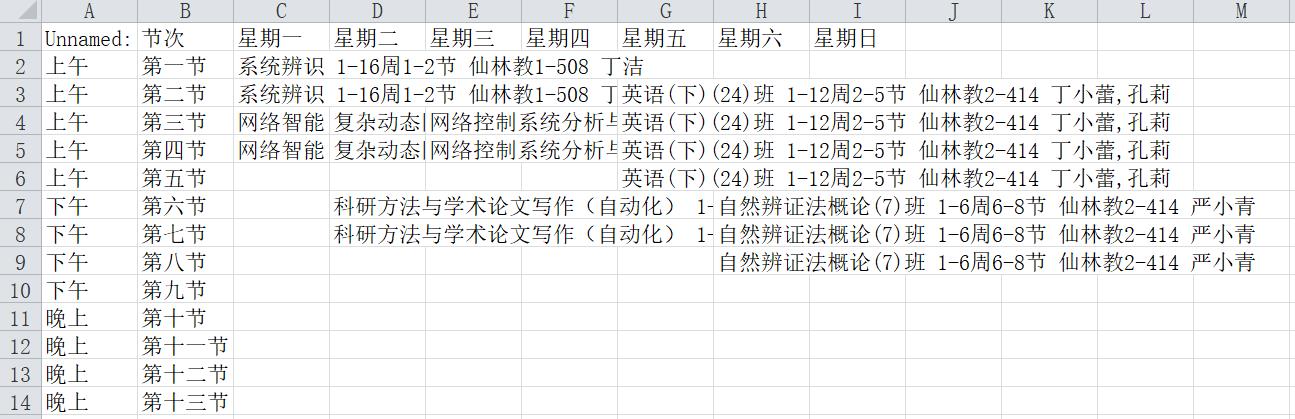 A B C D E F G H I J K L M
1 Unnamed: 节次 星期一 星期二 星期三 星期四 星期五 星期六 星期日
2 上午 第一节 系统辨识 1-16周1-2节 仙林教1-508 丁洁
3 上午 第二节 系统辨识 1-16周1-2节 仙林教1-508 丁 英语(下)(24)班 1-12周2-5节 仙林教2-414 丁小蕾,孔莉
4 上午 第三节 网络智能 复杂动态 网络控制系统分析与 英语(下)(24)班 1-12周2-5节 仙林教2-414 丁小蕾,孔莉
5 上午 第四节 网络智能 复杂动态 网络控制系统分析与 英语(下)(24)班 1-12周2-5节 仙林教2-414 丁小蕾,孔莉
6 上午 第五节 英语(下)(24)班 1-12周2-5节 仙林教2-414 丁小蕾,孔莉
7 下午 第六节 科研方法与学术论文写作（自动化） 1- 自然辨证法概论(7)班 1-6周6-8节 仙林教2-414 严小青
8 下午 第七节 科研方法与学术论文写作（自动化） 1- 自然辨证法概论(7)班 1-6周6-8节 仙林教2-414 严小青
9 下午 第八节 自然辨证法概论(7)班 1-6周6-8节 仙林教2-414 严小青
10 下午 第九节
11 晚上 第十节
12 晚上 第十一节
13 晚上 第十二节
14 晚上 第十三节